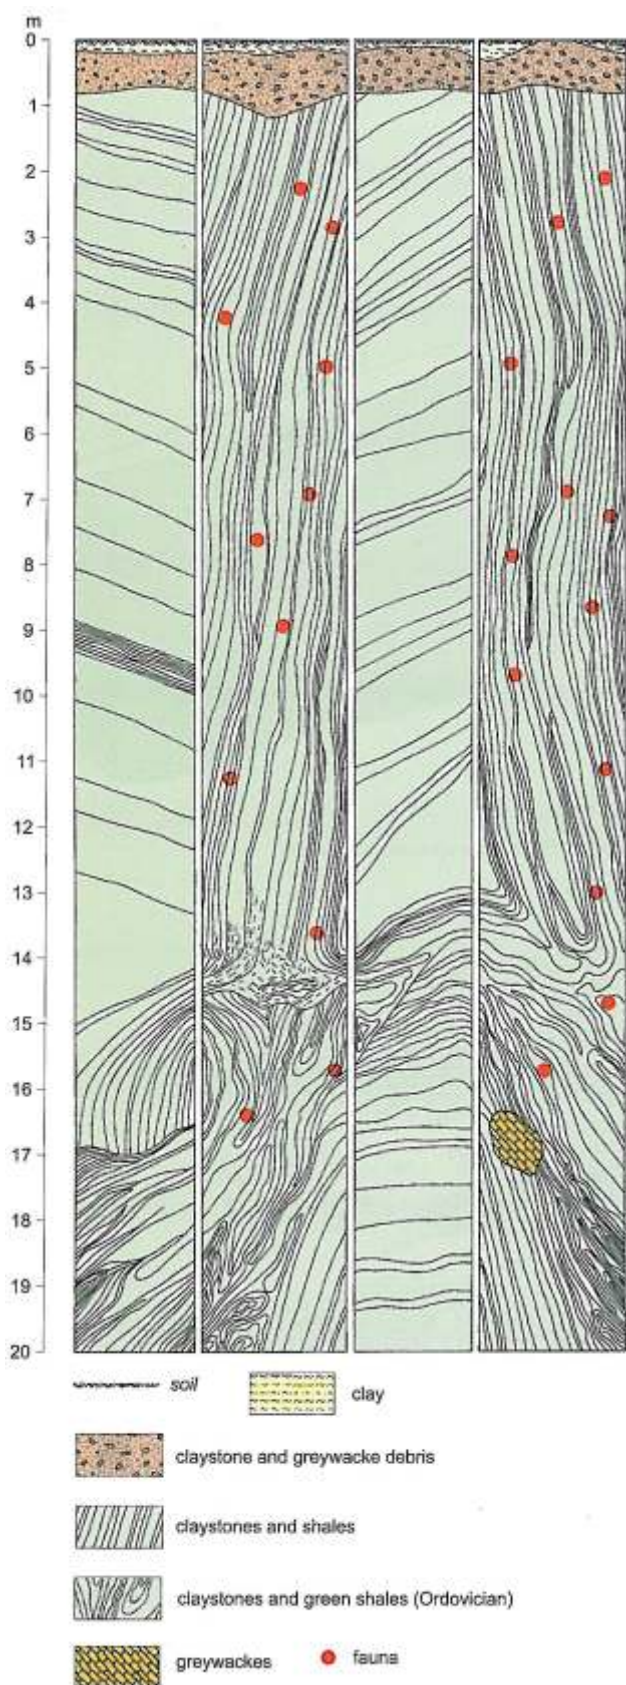 m
0
1
2
3
4
5
6
7
8
9
10
11
12
13
14
15
16
17
18
19
20
soil
clay
claystone and greywacke debris
claystones and shales
claystones and green shales (Ordovician)
greywackes
fauna